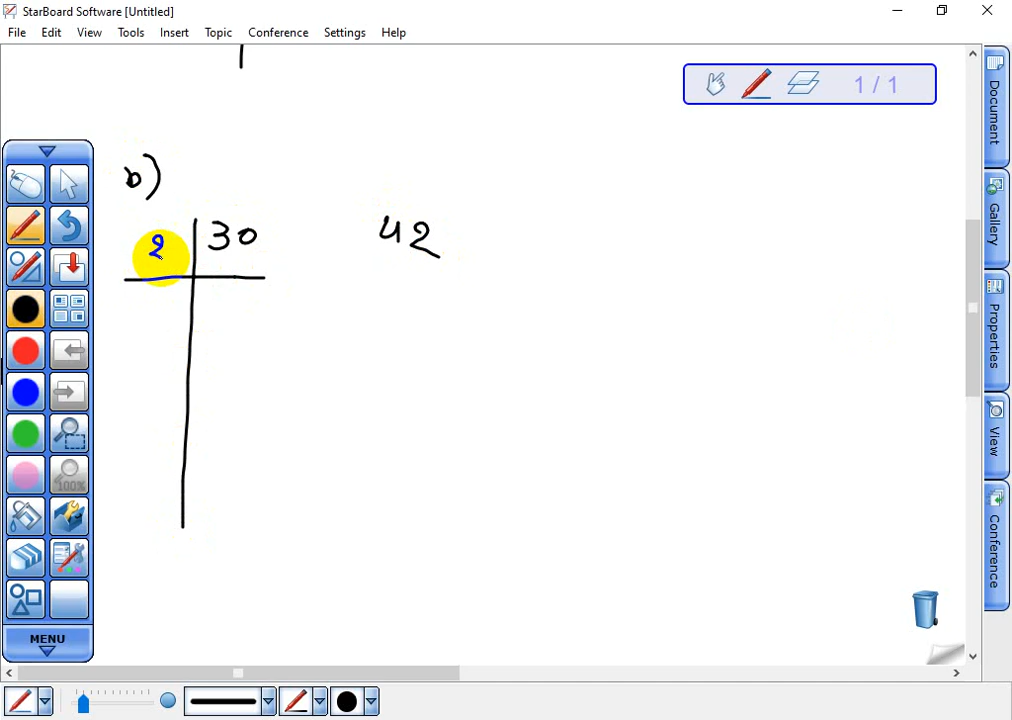 StarBoard Software [Untitled]
File Edit View Tools Insert Topic Conference Settings Help
1 / 1
Document
Gallery
Properties
View
Conference
b)
2 30 42
100%
MENU